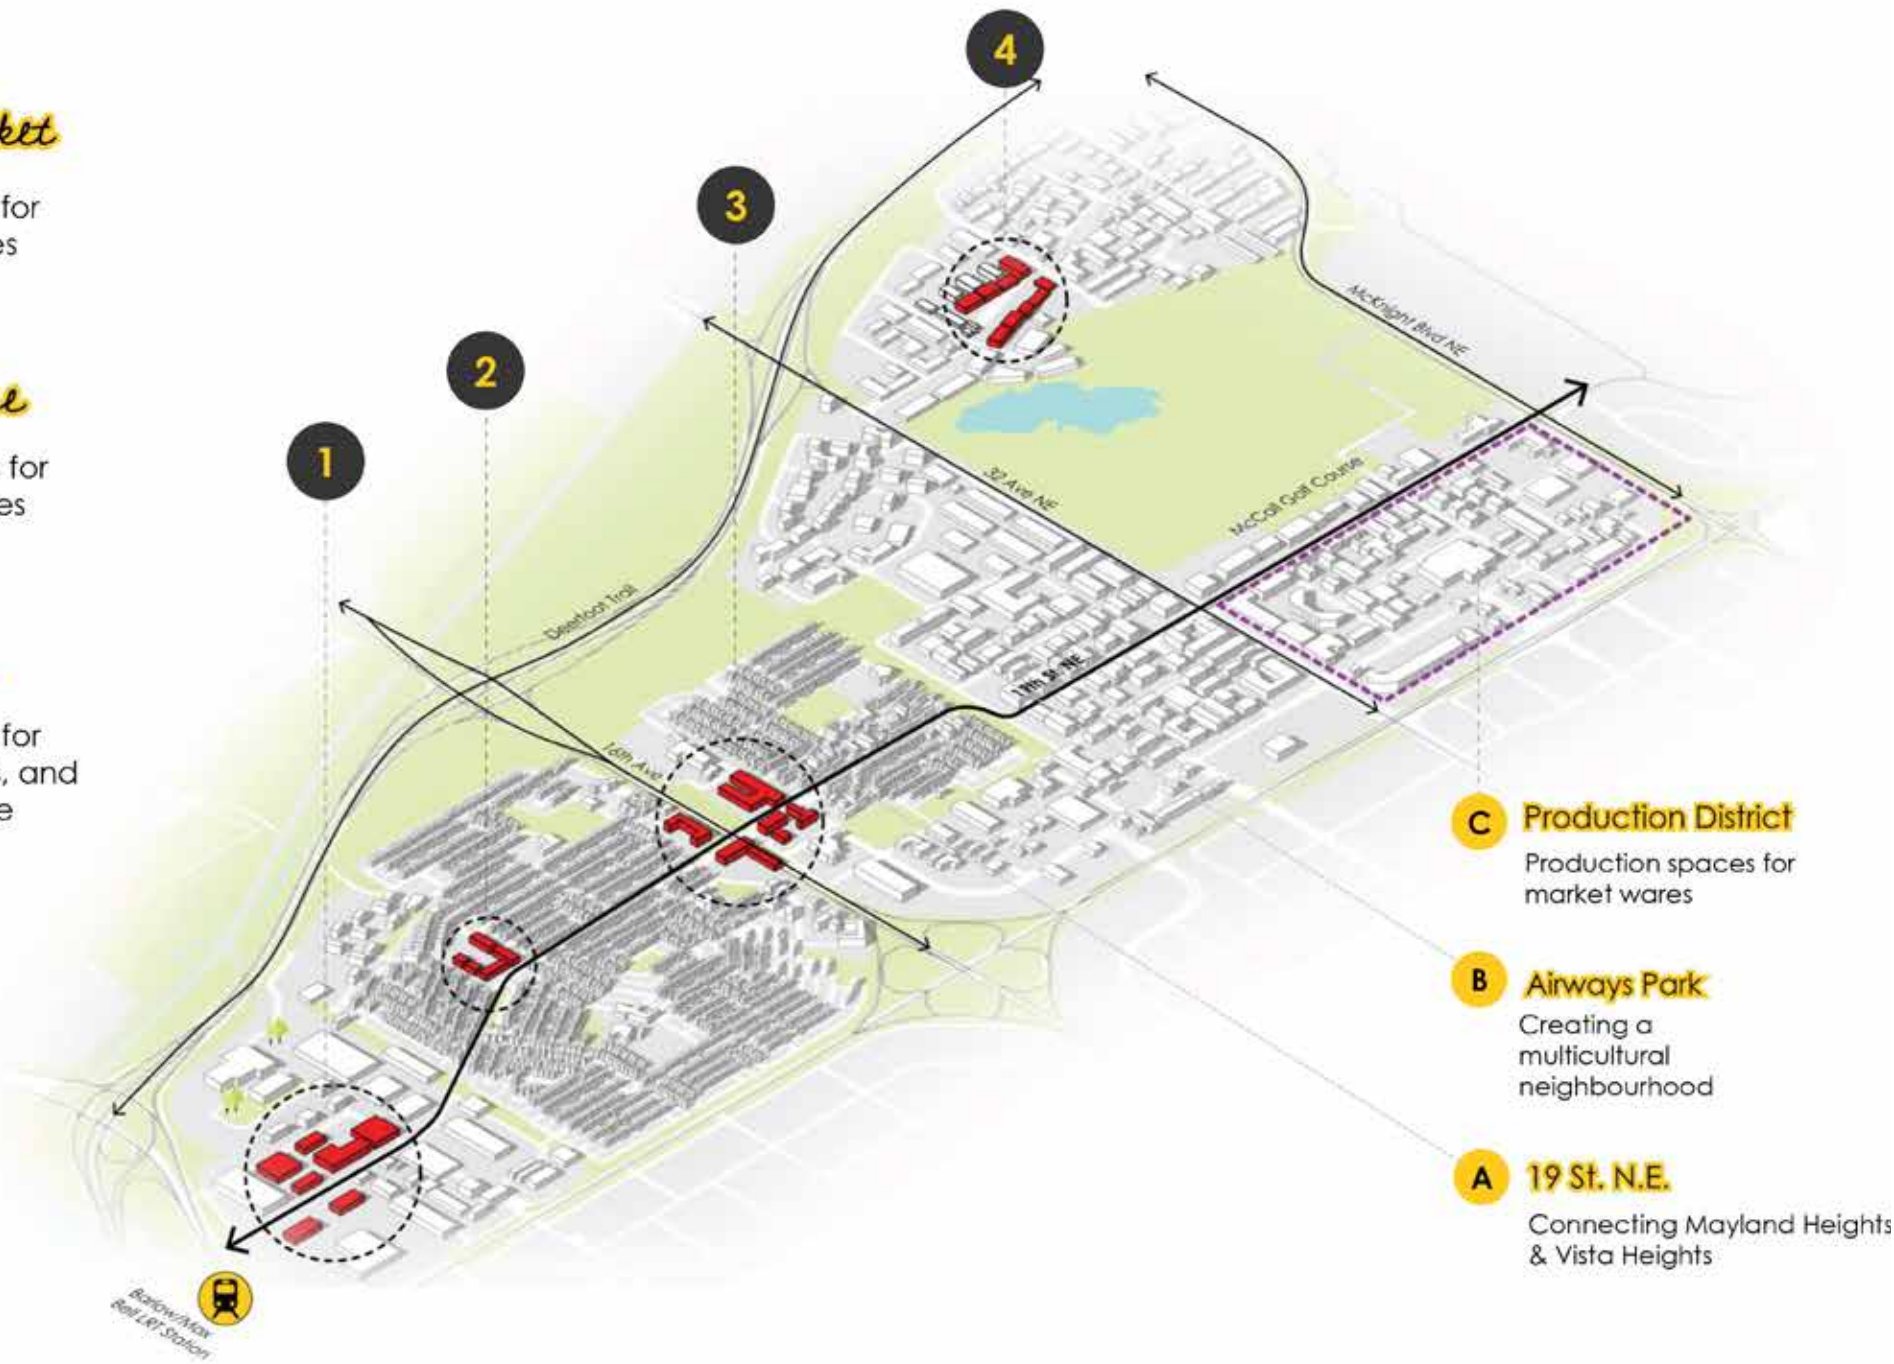 4
ket
3
for
es
McKnight Blvd NE
2
e
1
for
es
32 Ave NE
McCall Golf Course
Deerfoot Trail
19th St. NE
for
, and
e
16th Ave
C Production District
Production spaces for
market wares
B Airways Park
Creating a
multicultural
neighbourhood
A 19 St. N.E.
Connecting Mayland Heights
& Vista Heights
Barlow/Max
Bell LRT Station